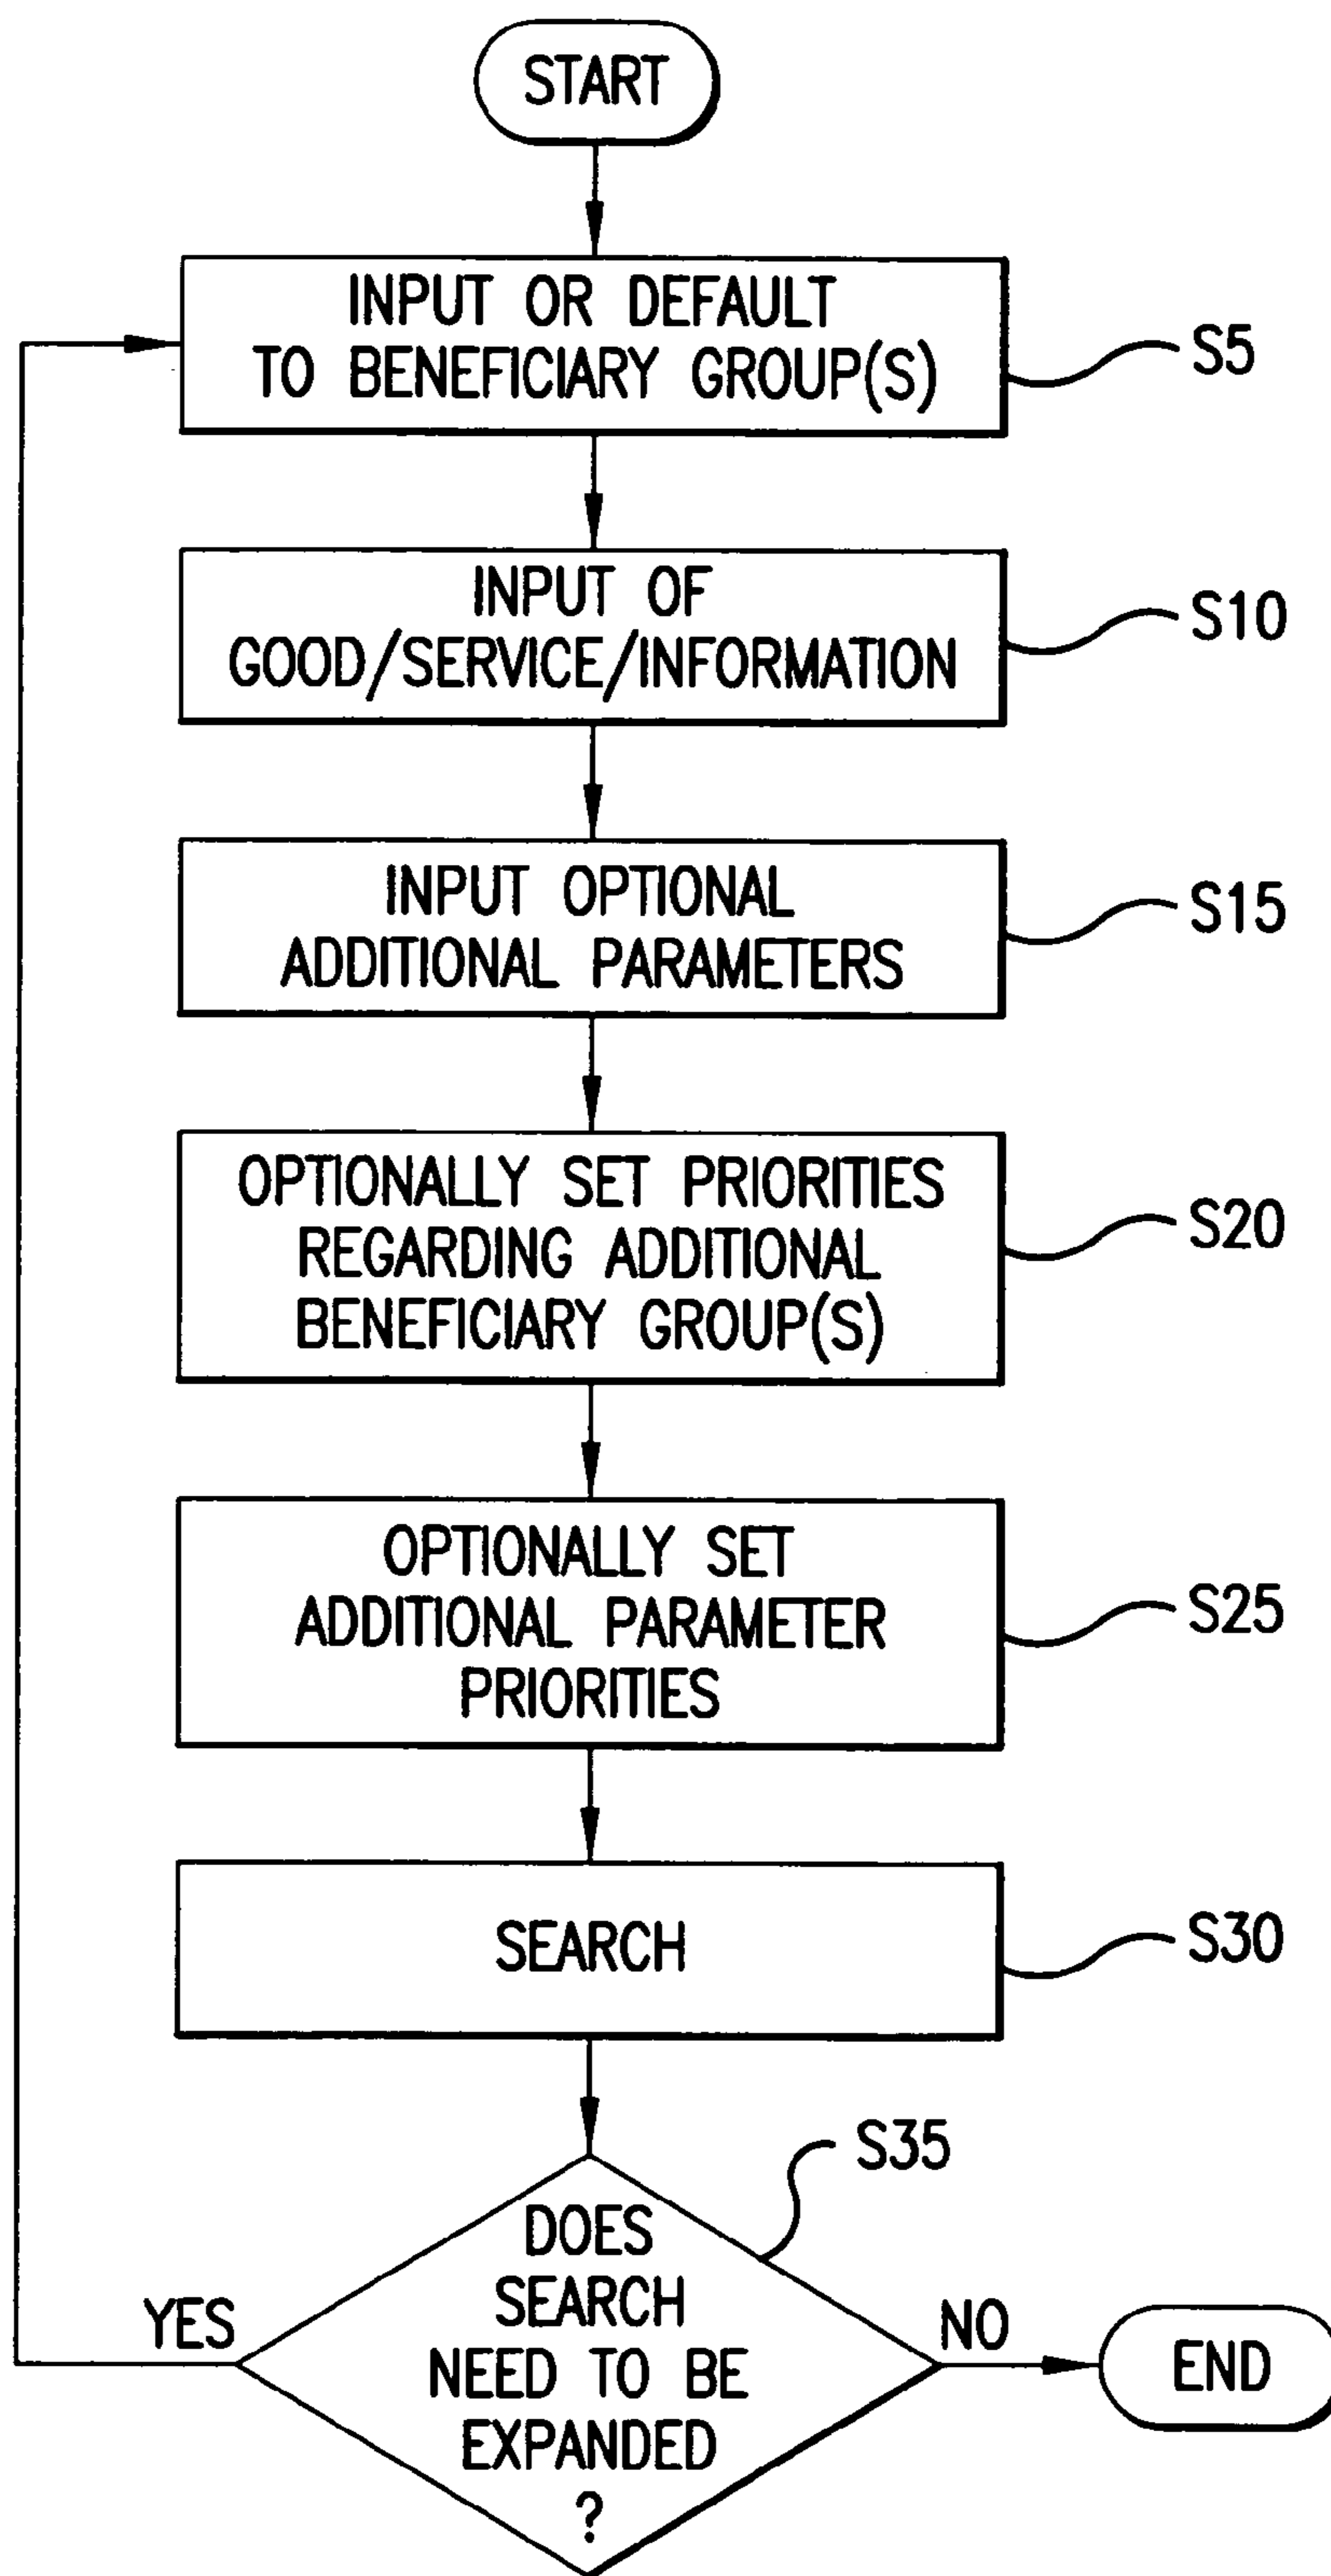 START
INPUT OR DEFAULT
TO BENEFICIARY GROUP(S)
S5
INPUT OF
GOOD/SERVICE/INFORMATION
S10
INPUT OPTIONAL
ADDITIONAL PARAMETERS
S15
OPTIONALLY SET PRIORITIES
REGARDING ADDITIONAL
BENEFICIARY GROUP(S)
S20
OPTIONALLY SET
ADDITIONAL PARAMETER
PRIORITIES
S25
SEARCH
S30
S35
DOES
SEARCH
NEED TO BE
EXPANDED
?
YES
NO
END